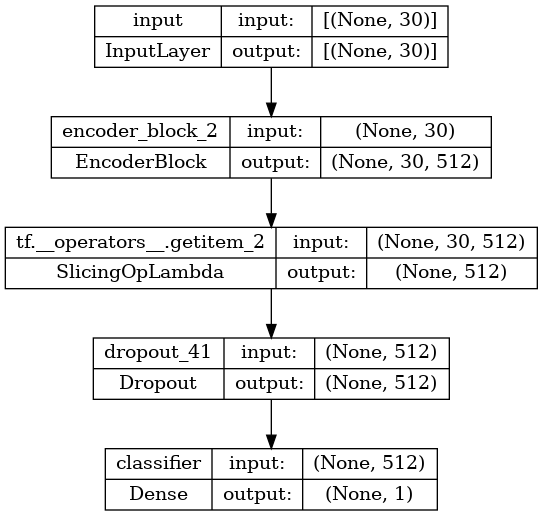 input input: [(None, 30)]
InputLayer output: [(None, 30)]
encoder_block_2 input: (None, 30)
EncoderBlock output: (None, 30, 512)
tf.__operators__.getitem_2 input: (None, 30, 512)
SlicingOpLambda output: (None, 512)
dropout_41 input: (None, 512)
Dropout output: (None, 512)
classifier input: (None, 512)
Dense output: (None, 1)